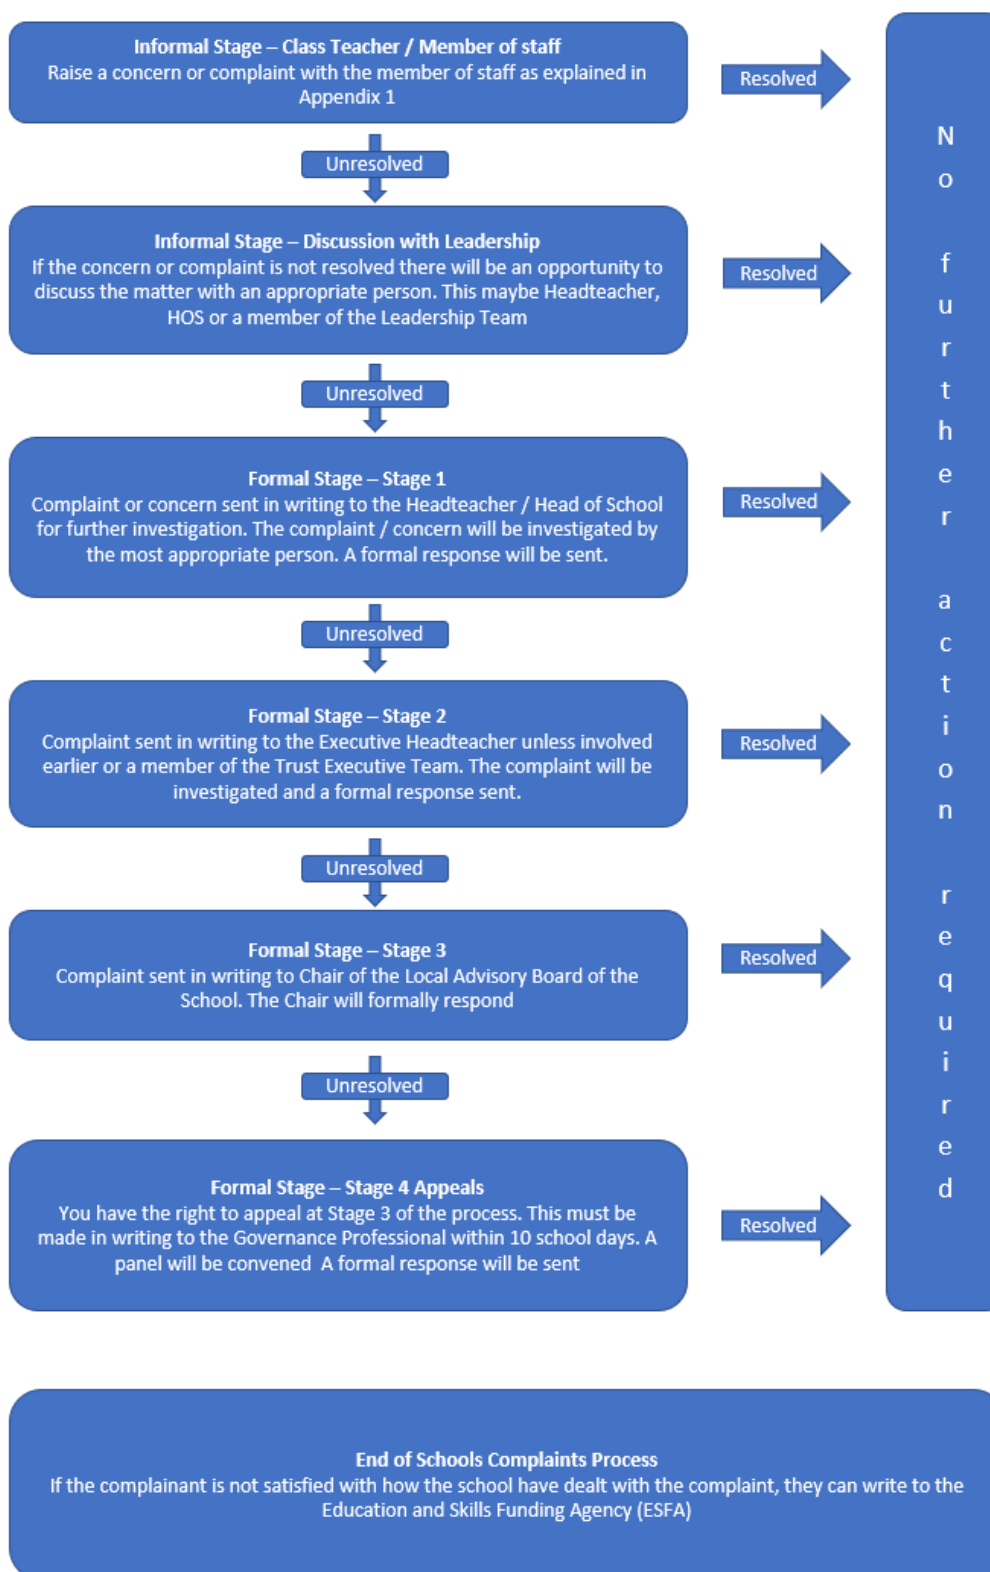 Informal Stage – Class Teacher / Member of staff
Raise a concern or complaint with the member of staff as explained in
Appendix 1
Resolved
Unresolved
Informal Stage – Discussion with Leadership
If the concern or complaint is not resolved there will be an opportunity to
discuss the matter with an appropriate person. This maybe Headteacher,
HOS or a member of the Leadership Team
Resolved
Unresolved
Formal Stage – Stage 1
Complaint or concern sent in writing to the Headteacher / Head of School
for further investigation. The complaint / concern will be investigated by
the most appropriate person. A formal response will be sent.
Resolved
Unresolved
Formal Stage – Stage 2
Complaint sent in writing to the Executive Headteacher unless involved
earlier or a member of the Trust Executive Team. The complaint will be
investigated and a formal response sent.
Resolved
Unresolved
Formal Stage – Stage 3
Complaint sent in writing to Chair of the Local Advisory Board of the
School. The Chair will formally respond
Resolved
Unresolved
Formal Stage – Stage 4 Appeals
You have the right to appeal at Stage 3 of the process. This must be
made in writing to the Governance Professional within 10 school days. A
panel will be convened  A formal response will be sent
Resolved
No further action required
End of Schools Complaints Process
If the complainant is not satisfied with how the school have dealt with the complaint, they can write to the
Education and Skills Funding Agency (ESFA)